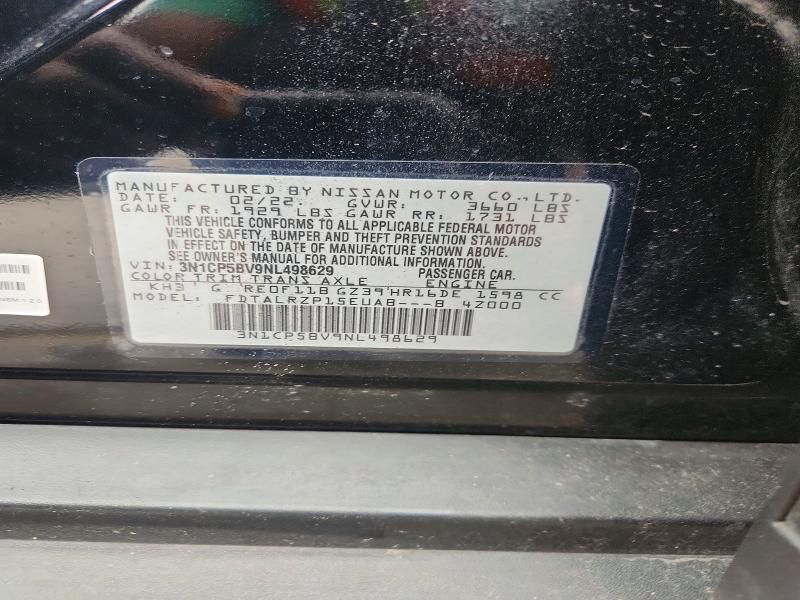 MANUFACTURED BY NISSAN MOTOR CO., LTD.
DATE: 02/22 GVWR: 3660 LBS
GAWR FR: 1929 LBS GAWR RR: 1731 LBS
THIS VEHICLE CONFORMS TO ALL APPLICABLE FEDERAL MOTOR
VEHICLE SAFETY, BUMPER AND THEFT PREVENTION STANDARDS
IN EFFECT ON THE DATE OF MANUFACTURE SHOWN ABOVE.
SEE OWNER'S MANUAL FOR ADDITIONAL INFORMATION.
VIN: 3N1CP5BV9NL498629 PASSENGER CAR.
COLOR TRIM TRANS AXLE ENGINE
KH3 G RE0F11B GZ39 HR16DE 1598 CC
MODEL: FDTALRZP15EUAB---B 4Z000
3N1CP5BV9NL498629